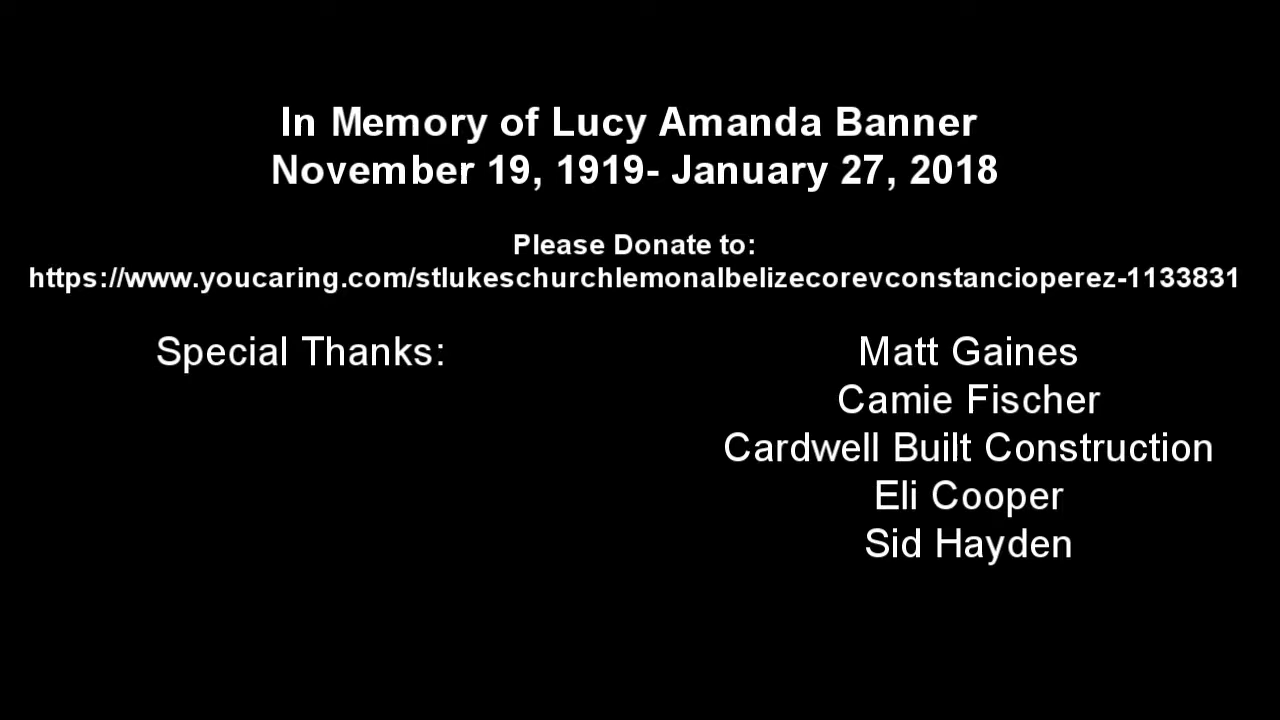 In Memory of Lucy Amanda Banner
November 19, 1919- January 27, 2018
Please Donate to:
https://www.youcaring.com/stlukeschurchlemonalbelizecorevconstancioperez-1133831
Special Thanks:
Matt Gaines
Camie Fischer
Cardwell Built Construction
Eli Cooper
Sid Hayden